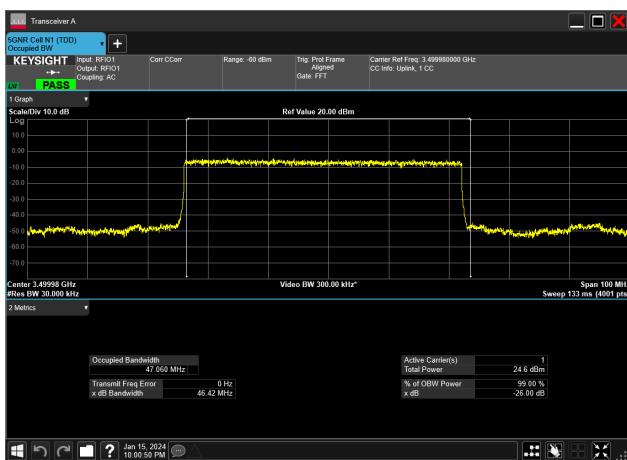 Transceiver A
5GNR Cell N1 (TDD)
Occupied BW
KEYSIGHT
LXI
PASS
Input: RFIO1
Output: RFIO1
Coupling: AC
Corr CCorr
Range: -60 dBm
Trig: Prot Frame
Aligned
Gate: FFT
Carrier Ref Freq: 3.499980000 GHz
CC Info: Uplink, 1 CC
1 Graph
Scale/Div 10.0 dB
Ref Value 20.00 dBm
Log
10.0
0.00
-10.0
-20.0
-30.0
-40.0
-50.0
-60.0
-70.0
Center 3.49998 GHz
Video BW 300.00 kHz*
Span 100 MH
#Res BW 30.000 kHz
Sweep 133 ms (4001 pts
2 Metrics
Occupied Bandwidth
47.060 MHz
Transmit Freq Error 0 Hz
x dB Bandwidth 46.42 MHz
Active Carrier(s) 1
Total Power 24.6 dBm
% of OBW Power 99.00 %
x dB -26.00 dB
?
Jan 15, 2024
10:00:50 PM